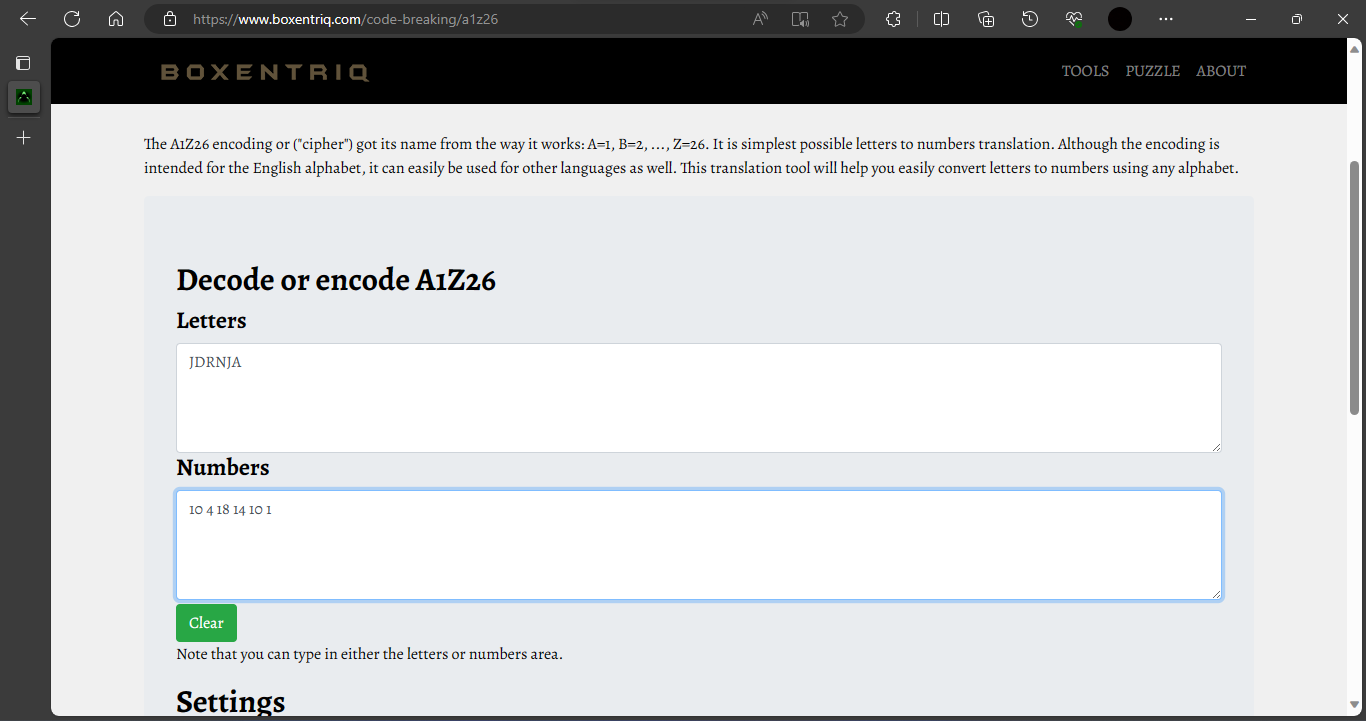 https://www.boxentriq.com/code-breaking/a1z26
BOXENTRIQ
TOOLS PUZZLE ABOUT
The A1Z26 encoding or ("cipher") got its name from the way it works: A=1, B=2, ..., Z=26. It is simplest possible letters to numbers translation. Although the encoding is
intended for the English alphabet, it can easily be used for other languages as well. This translation tool will help you easily convert letters to numbers using any alphabet.
Decode or encode A1Z26
Letters
JDRNJA
Numbers
10 4 18 14 10 1
Clear
Note that you can type in either the letters or numbers area.
Settings